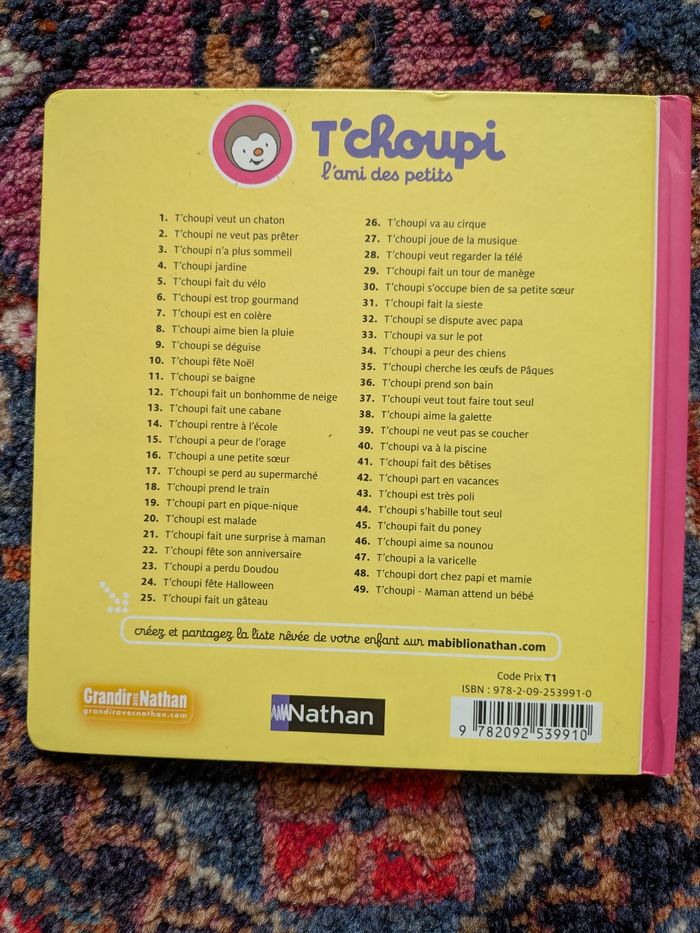 T'choupi
l'ami des petits
1. T'choupi veut un chaton
2. T'choupi ne veut pas prêter
3. T'choupi n'a plus sommeil
4. T'choupi jardine
5. T'choupi fait du vélo
6. T'choupi est trop gourmand
7. T'choupi est en colère
8. T'choupi aime bien la pluie
9. T'choupi se déguise
10. T'choupi fête Noël
11. T'choupi se baigne
12. T'choupi fait un bonhomme de neige
13. T'choupi fait une cabane
14. T'choupi rentre à l'école
15. T'choupi a peur de l'orage
16. T'choupi a une petite sœur
17. T'choupi se perd au supermarché
18. T'choupi prend le train
19. T'choupi part en pique-nique
20. T'choupi est malade
21. T'choupi fait une surprise à maman
22. T'choupi fête son anniversaire
23. T'choupi a perdu Doudou
24. T'choupi fête Halloween
25. T'choupi fait un gâteau
26. T'choupi va au cirque
27. T'choupi joue de la musique
28. T'choupi veut regarder la télé
29. T'choupi fait un tour de manège
30. T'choupi s'occupe bien de sa petite sœur
31. T'choupi fait la sieste
32. T'choupi se dispute avec papa
33. T'choupi va sur le pot
34. T'choupi a peur des chiens
35. T'choupi cherche les œufs de Pâques
36. T'choupi prend son bain
37. T'choupi veut tout faire tout seul
38. T'choupi aime la galette
39. T'choupi ne veut pas se coucher
40. T'choupi va à la piscine
41. T'choupi fait des bêtises
42. T'choupi part en vacances
43. T'choupi est très poli
44. T'choupi s'habille tout seul
45. T'choupi fait du poney
46. T'choupi aime sa nounou
47. T'choupi a la varicelle
48. T'choupi dort chez papi et mamie
49. T'choupi - Maman attend un bébé
créez et partagez la liste rêvée de votre enfant sur mabiblionathan.com
Grandir avec Nathan
grandiravecnathan.com
Nathan
Code Prix T1
ISBN : 978-2-09-253991-0
9 782092 539910